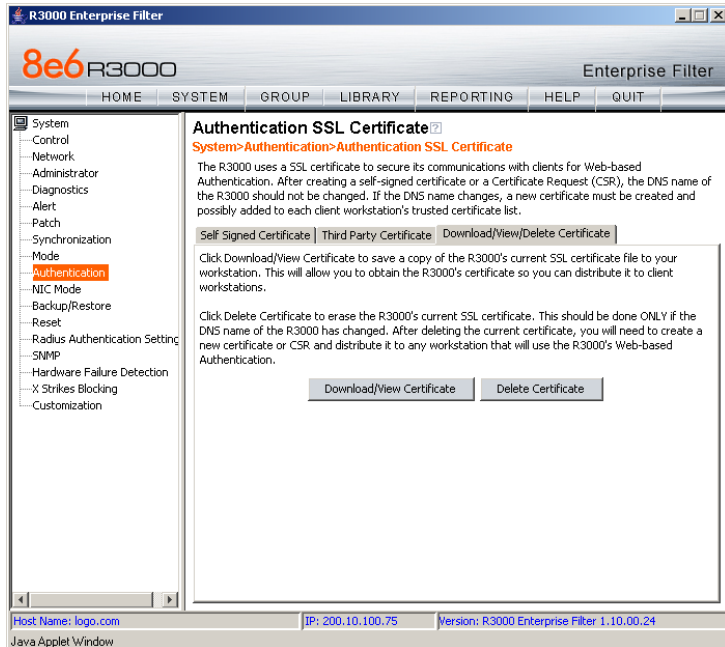 R3000 Enterprise Filter
8e6 R3000
Enterprise Filter
HOME SYSTEM GROUP LIBRARY REPORTING HELP QUIT
System
Control
Network
Administrator
Diagnostics
Alert
Patch
Synchronization
Mode
Authentication
NIC Mode
Backup/Restore
Reset
Radius Authentication Setting
SNMP
Hardware Failure Detection
X Strikes Blocking
Customization
Authentication SSL Certificate ?
System>Authentication>Authentication SSL Certificate
The R3000 uses a SSL certificate to secure its communications with clients for Web-based
Authentication. After creating a self-signed certificate or a Certificate Request (CSR), the DNS name of
the R3000 should not be changed. If the DNS name changes, a new certificate must be created and
possibly added to each client workstation's trusted certificate list.
Self Signed Certificate Third Party Certificate Download/View/Delete Certificate
Click Download/View Certificate to save a copy of the R3000's current SSL certificate file to your
workstation. This will allow you to obtain the R3000's certificate so you can distribute it to client
workstations.
Click Delete Certificate to erase the R3000's current SSL certificate. This should be done ONLY if the
DNS name of the R3000 has changed. After deleting the current certificate, you will need to create a
new certificate or CSR and distribute it to any workstation that will use the R3000's Web-based
Authentication.
Download/View Certificate Delete Certificate
Host Name: logo.com IP: 200.10.100.75 Version: R3000 Enterprise Filter 1.10.00.24
Java Applet Window